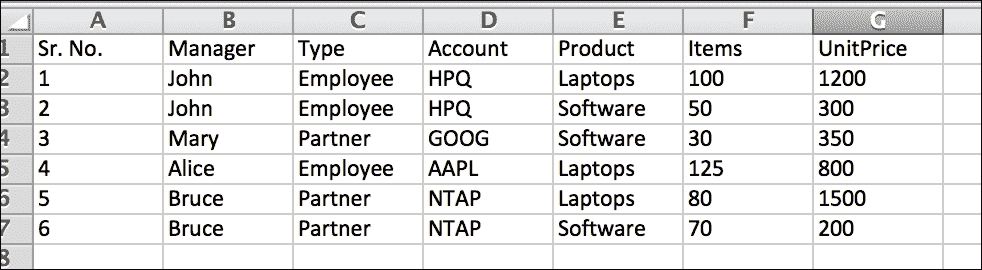 A B C D E F G
1 Sr. No. Manager Type Account Product Items UnitPrice
2 1 John Employee HPQ Laptops 100 1200
3 2 John Employee HPQ Software 50 300
4 3 Mary Partner GOOG Software 30 350
5 4 Alice Employee AAPL Laptops 125 800
6 5 Bruce Partner NTAP Laptops 80 1500
7 6 Bruce Partner NTAP Software 70 200
8